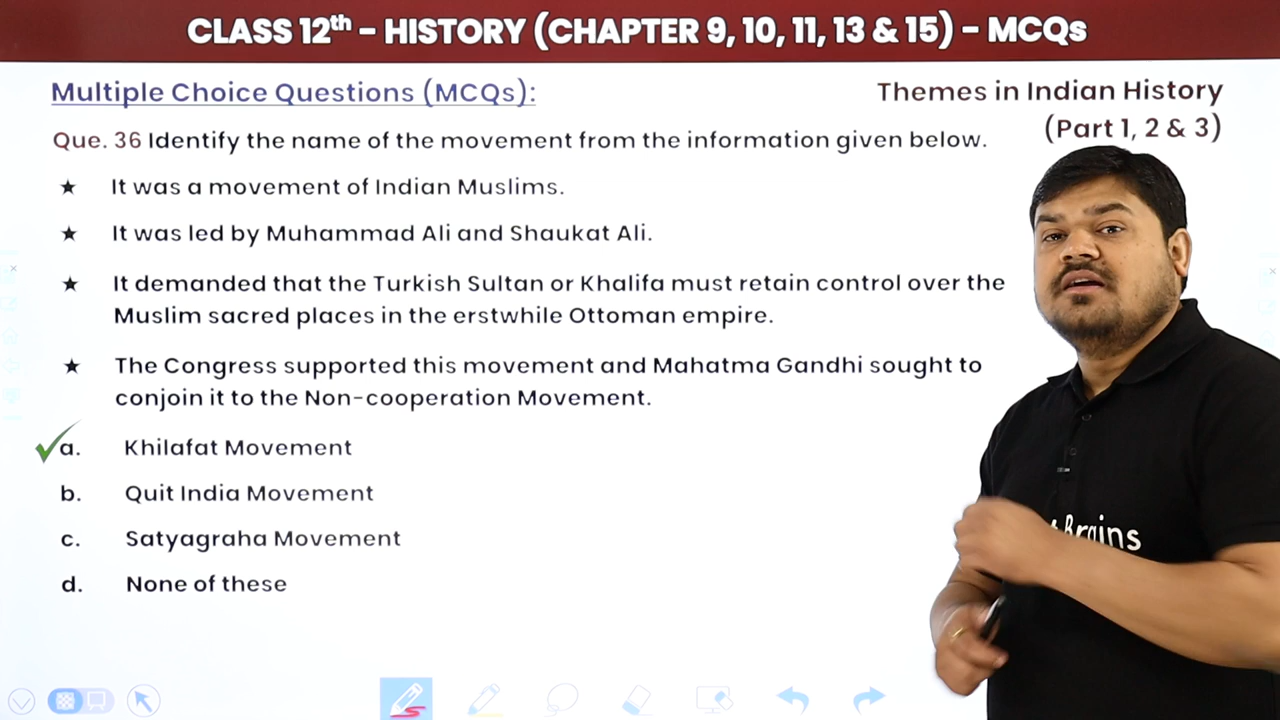 CLASS 12th - HISTORY (CHAPTER 9, 10, 11, 13 & 15) - MCQs
Multiple Choice Questions (MCQs):
Themes in Indian History
(Part 1, 2 & 3)
Que. 36 Identify the name of the movement from the information given below.
★ It was a movement of Indian Muslims.
★ It was led by Muhammad Ali and Shaukat Ali.
★ It demanded that the Turkish Sultan or Khalifa must retain control over the
Muslim sacred places in the erstwhile Ottoman empire.
★ The Congress supported this movement and Mahatma Gandhi sought to
conjoin it to the Non-cooperation Movement.
a. Khilafat Movement
b. Quit India Movement
c. Satyagraha Movement
d. None of these
Brains